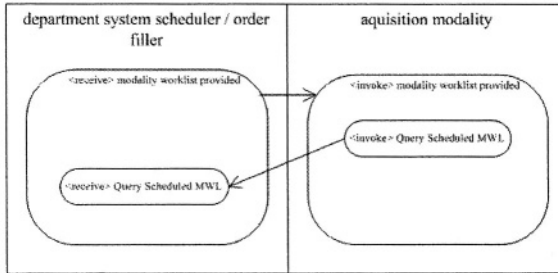 department system scheduler / order
filler
aquisition modality
<receive> modality worklist provided
<invoke> modality worklist provided
<invoke> Query Scheduled MWL
<receive> Query Scheduled MWL